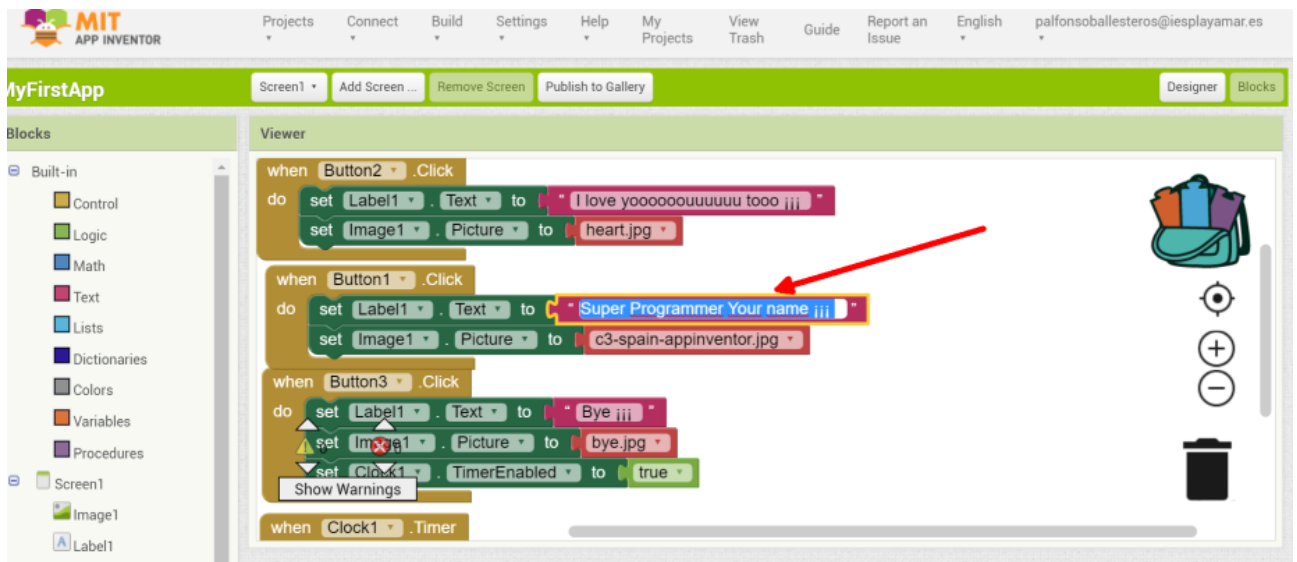 MIT
APP INVENTOR
Projects Connect Build Settings Help My Projects View Trash Guide Report an Issue English palfonsoballesteros@iesplayamar.es
MyFirstApp Screen1 Add Screen ... Remove Screen Publish to Gallery Designer Blocks
Blocks Viewer
Built-in
Control
Logic
Math
Text
Lists
Dictionaries
Colors
Variables
Procedures
Screen1
Image1
Label1
when Button2 .Click
do set Label1 . Text to " I love yoooooouuuuuu tooo ¡¡¡ "
set Image1 . Picture to heart.jpg
when Button1 .Click
do set Label1 . Text to " Super Programmer Your name ¡¡¡ "
set Image1 . Picture to c3-spain-appinventor.jpg
when Button3 .Click
do set Label1 . Text to " Bye ¡¡¡ "
set Image1 . Picture to bye.jpg
set Clock1 . TimerEnabled to true
0 0
Show Warnings
when Clock1 .Timer